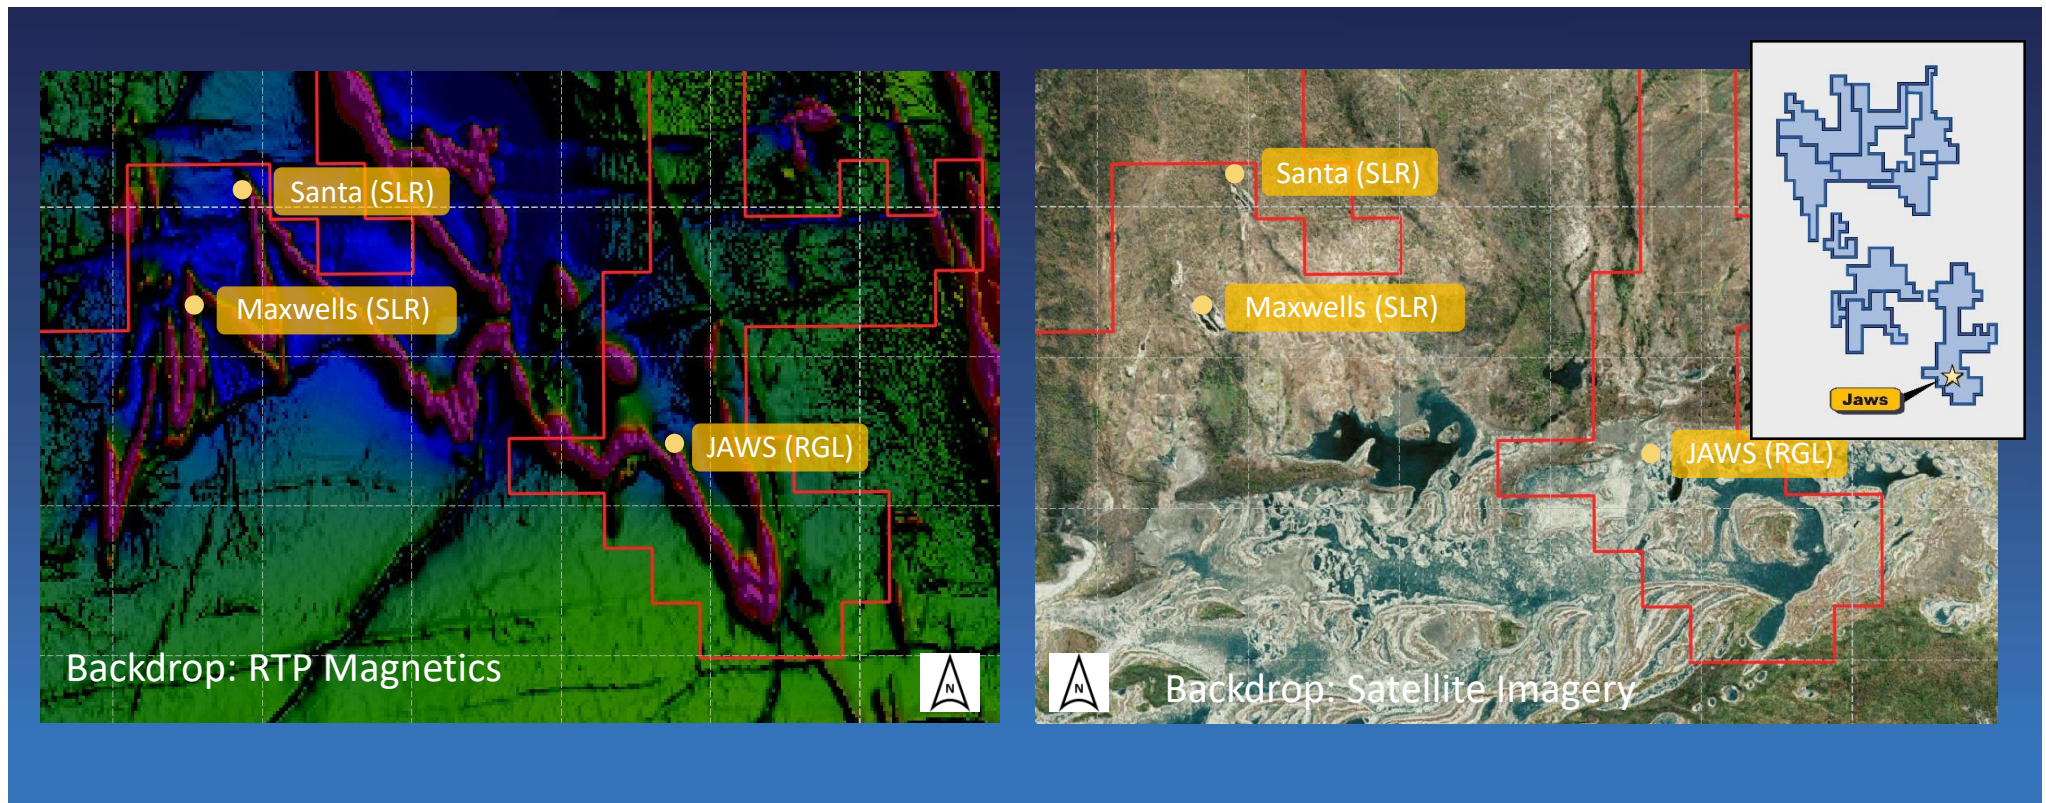 Santa (SLR)
Maxwells (SLR)
JAWS (RGL)
Backdrop: RTP Magnetics
N
Santa (SLR)
Maxwells (SLR)
JAWS (RGL)
Backdrop: Satellite Imagery
N
Jaws